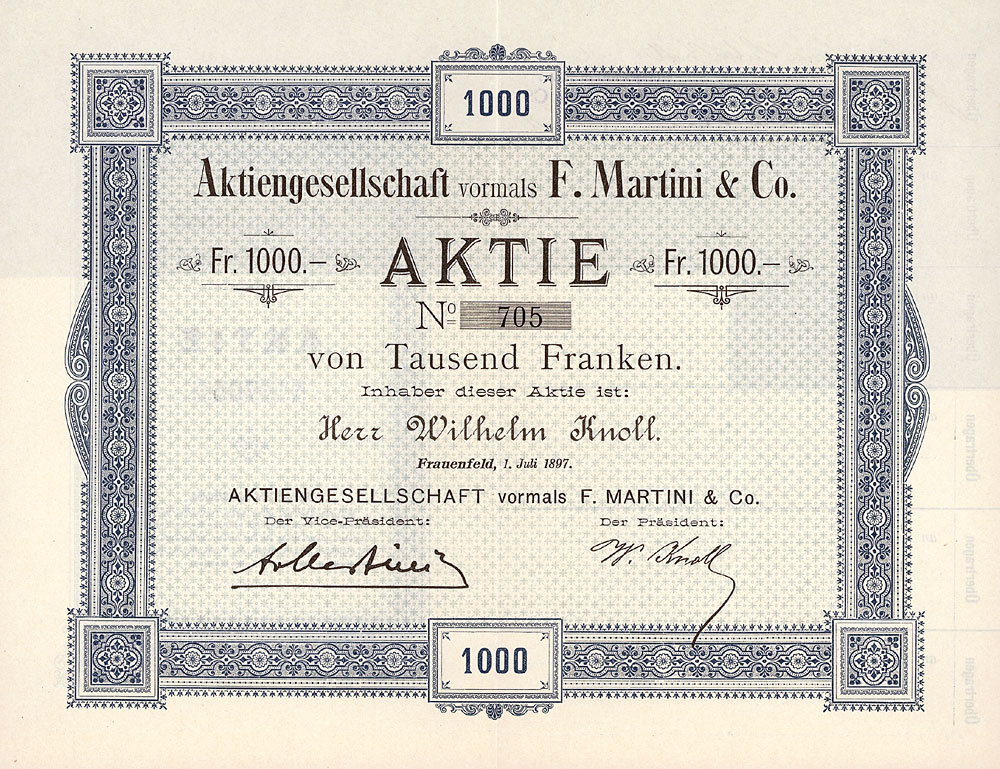 1000
Aktiengesellschaft vormals F. Martini & Co.
Fr. 1000.– AKTIE Fr. 1000.–
No 705
von Tausend Franken.
Inhaber dieser Aktie ist:
Herr Wilhelm Knoll.
Frauenfeld, 1. Juli 1897.
AKTIENGESELLSCHAFT vormals F. MARTINI & Co.
Der Vice-Präsident: Der Präsident:
W. Knoll
1000